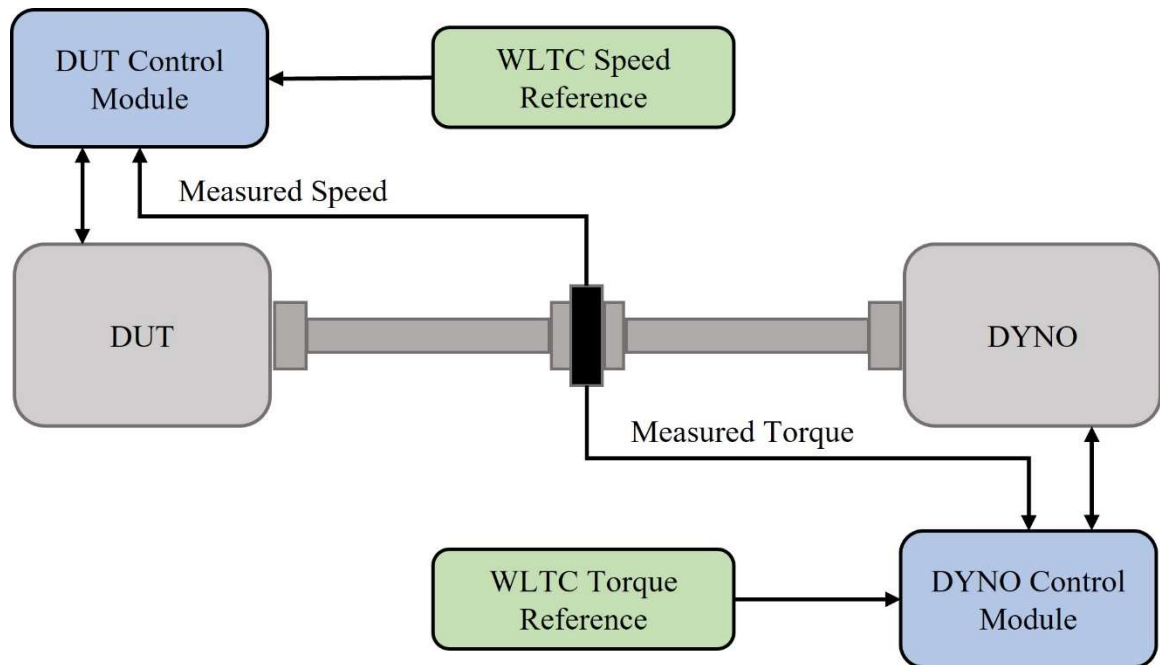 DUT Control
Module
WLTC Speed
Reference
Measured Speed
DUT
DYNO
Measured Torque
WLTC Torque
Reference
DYNO Control
Module